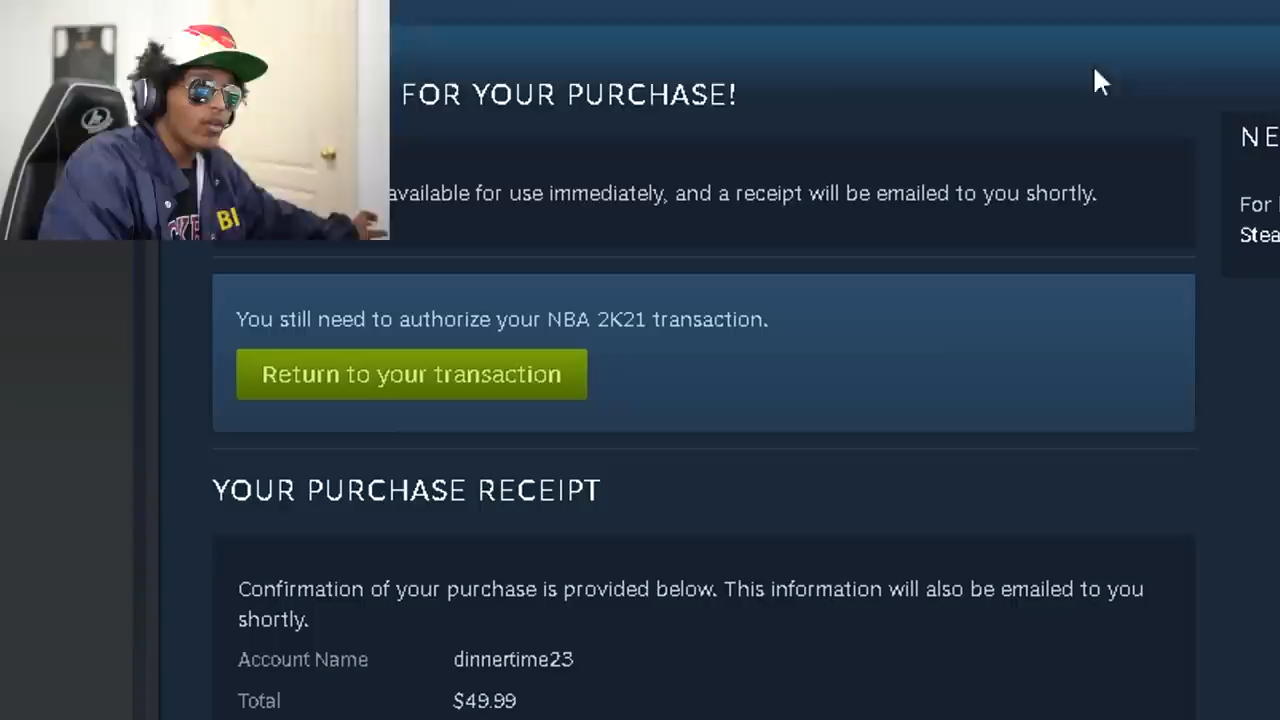 FOR YOUR PURCHASE!
available for use immediately, and a receipt will be emailed to you shortly.
NE
For
Stea
You still need to authorize your NBA 2K21 transaction.
Return to your transaction
YOUR PURCHASE RECEIPT
Confirmation of your purchase is provided below. This information will also be emailed to you
shortly.
Account Name dinnertime23
Total $49.99
BI